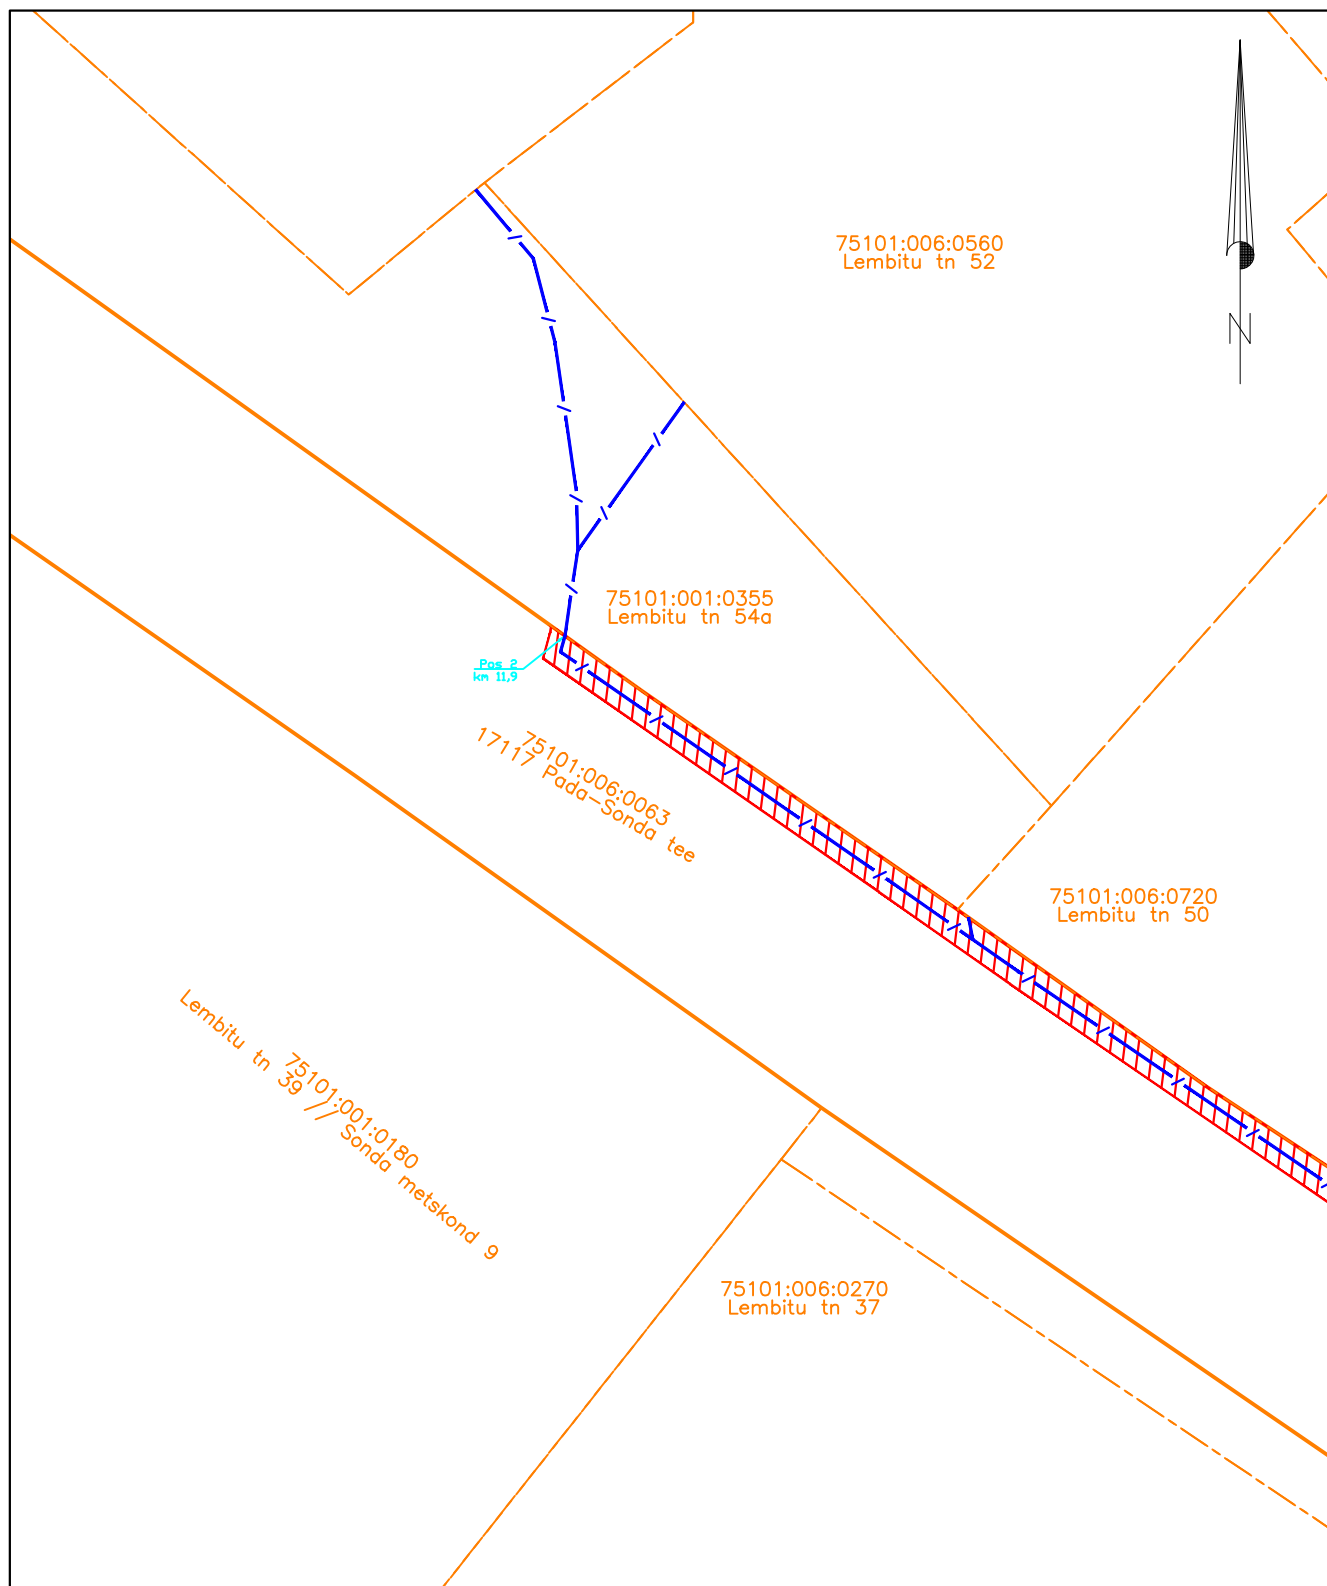 75101:006:0560
Lembitu tn 52
N
75101:001:0355
Lembitu tn 54a
Pos 2
km 11,9
75101:006:0063
17117 Pada-Sonda tee
75101:006:0720
Lembitu tn 50
75101:001:0180
Lembitu tn 39 // Sonda metskond 9
75101:006:0270
Lembitu tn 37